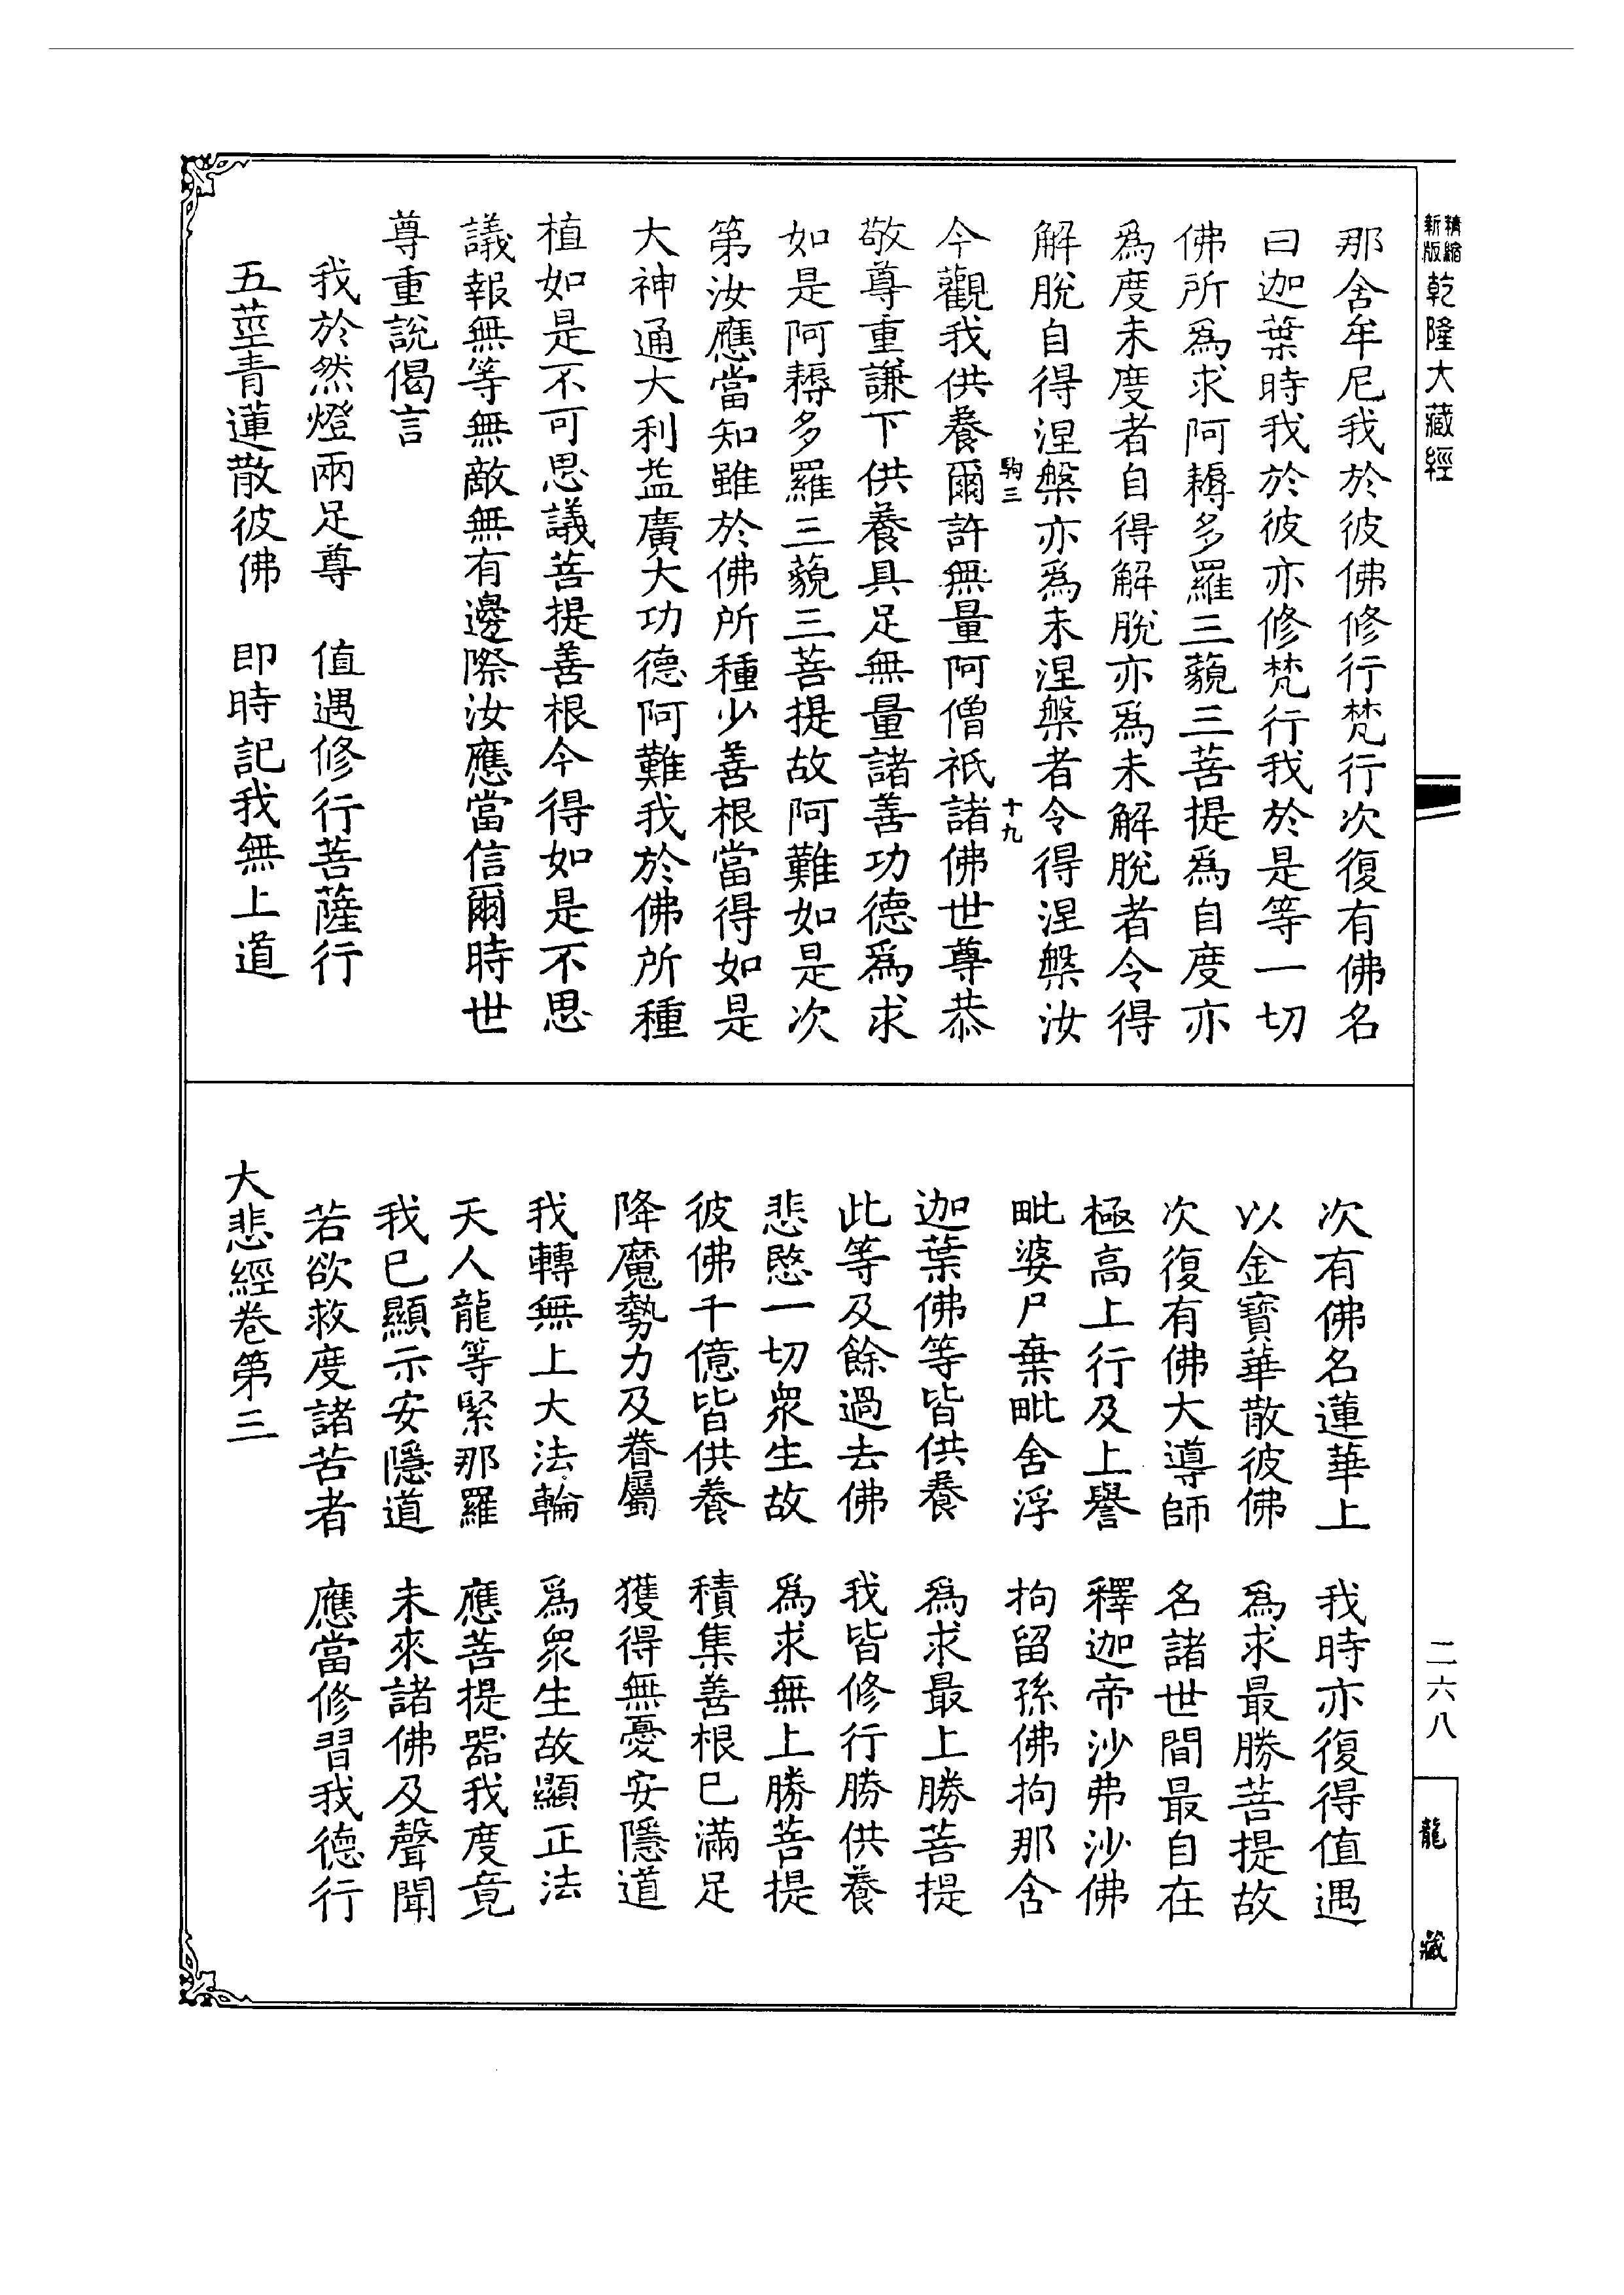 精縮新版乾隆大藏經
那含牟尼我於彼佛修行梵行次復有佛名
曰迦葉時我於彼亦修梵行我於是等一切
佛所爲求阿耨多羅三藐三菩提爲自度亦
爲度未度者自得解脫亦爲未解脫者令得
解脫自得涅槃亦爲未涅槃者令得涅槃汝
駒三
十九
今觀我供養爾許無量阿僧祇諸佛世尊恭
敬尊重謙下供養具足無量諸善功德爲求
如是阿耨多羅三藐三菩提故阿難如是次
第汝應當知雖於佛所種少善根當得如是
大神通大利益廣大功德阿難我於佛所種
植如是不可思議菩提善根今得如是不思
議報無等無敵無有邊際汝應當信爾時世
尊重說偈言
我於然燈兩足尊　值遇修行菩薩行
五莖青蓮散彼佛　即時記我無上道
次有佛名蓮華上　我時亦復得值遇
以金寶華散彼佛　爲求最勝菩提故
次復有佛大導師　名諸世間最自在
極高上行及上譽　釋迦帝沙弗沙佛
毗婆尸棄毗舍浮　拘留孫佛拘那含
迦葉佛等皆供養　爲求最上勝菩提
此等及餘過去佛　我皆修行勝供養
悲愍一切衆生故　爲求無上勝菩提
彼佛千億皆供養　積集善根已滿足
降魔勢力及眷屬　獲得無憂安隱道
我轉無上大法輪　爲衆生故顯正法
天人龍等緊那羅　應菩提器我度竟
我已顯示安隱道　未來諸佛及聲聞
若欲救度諸苦者　應當修習我德行
大悲經卷第三
二六八
龍藏